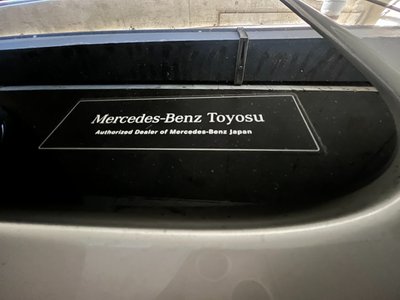 Mercedes-Benz Toyosu
Authorized Dealer of Mercedes-Benz Japan